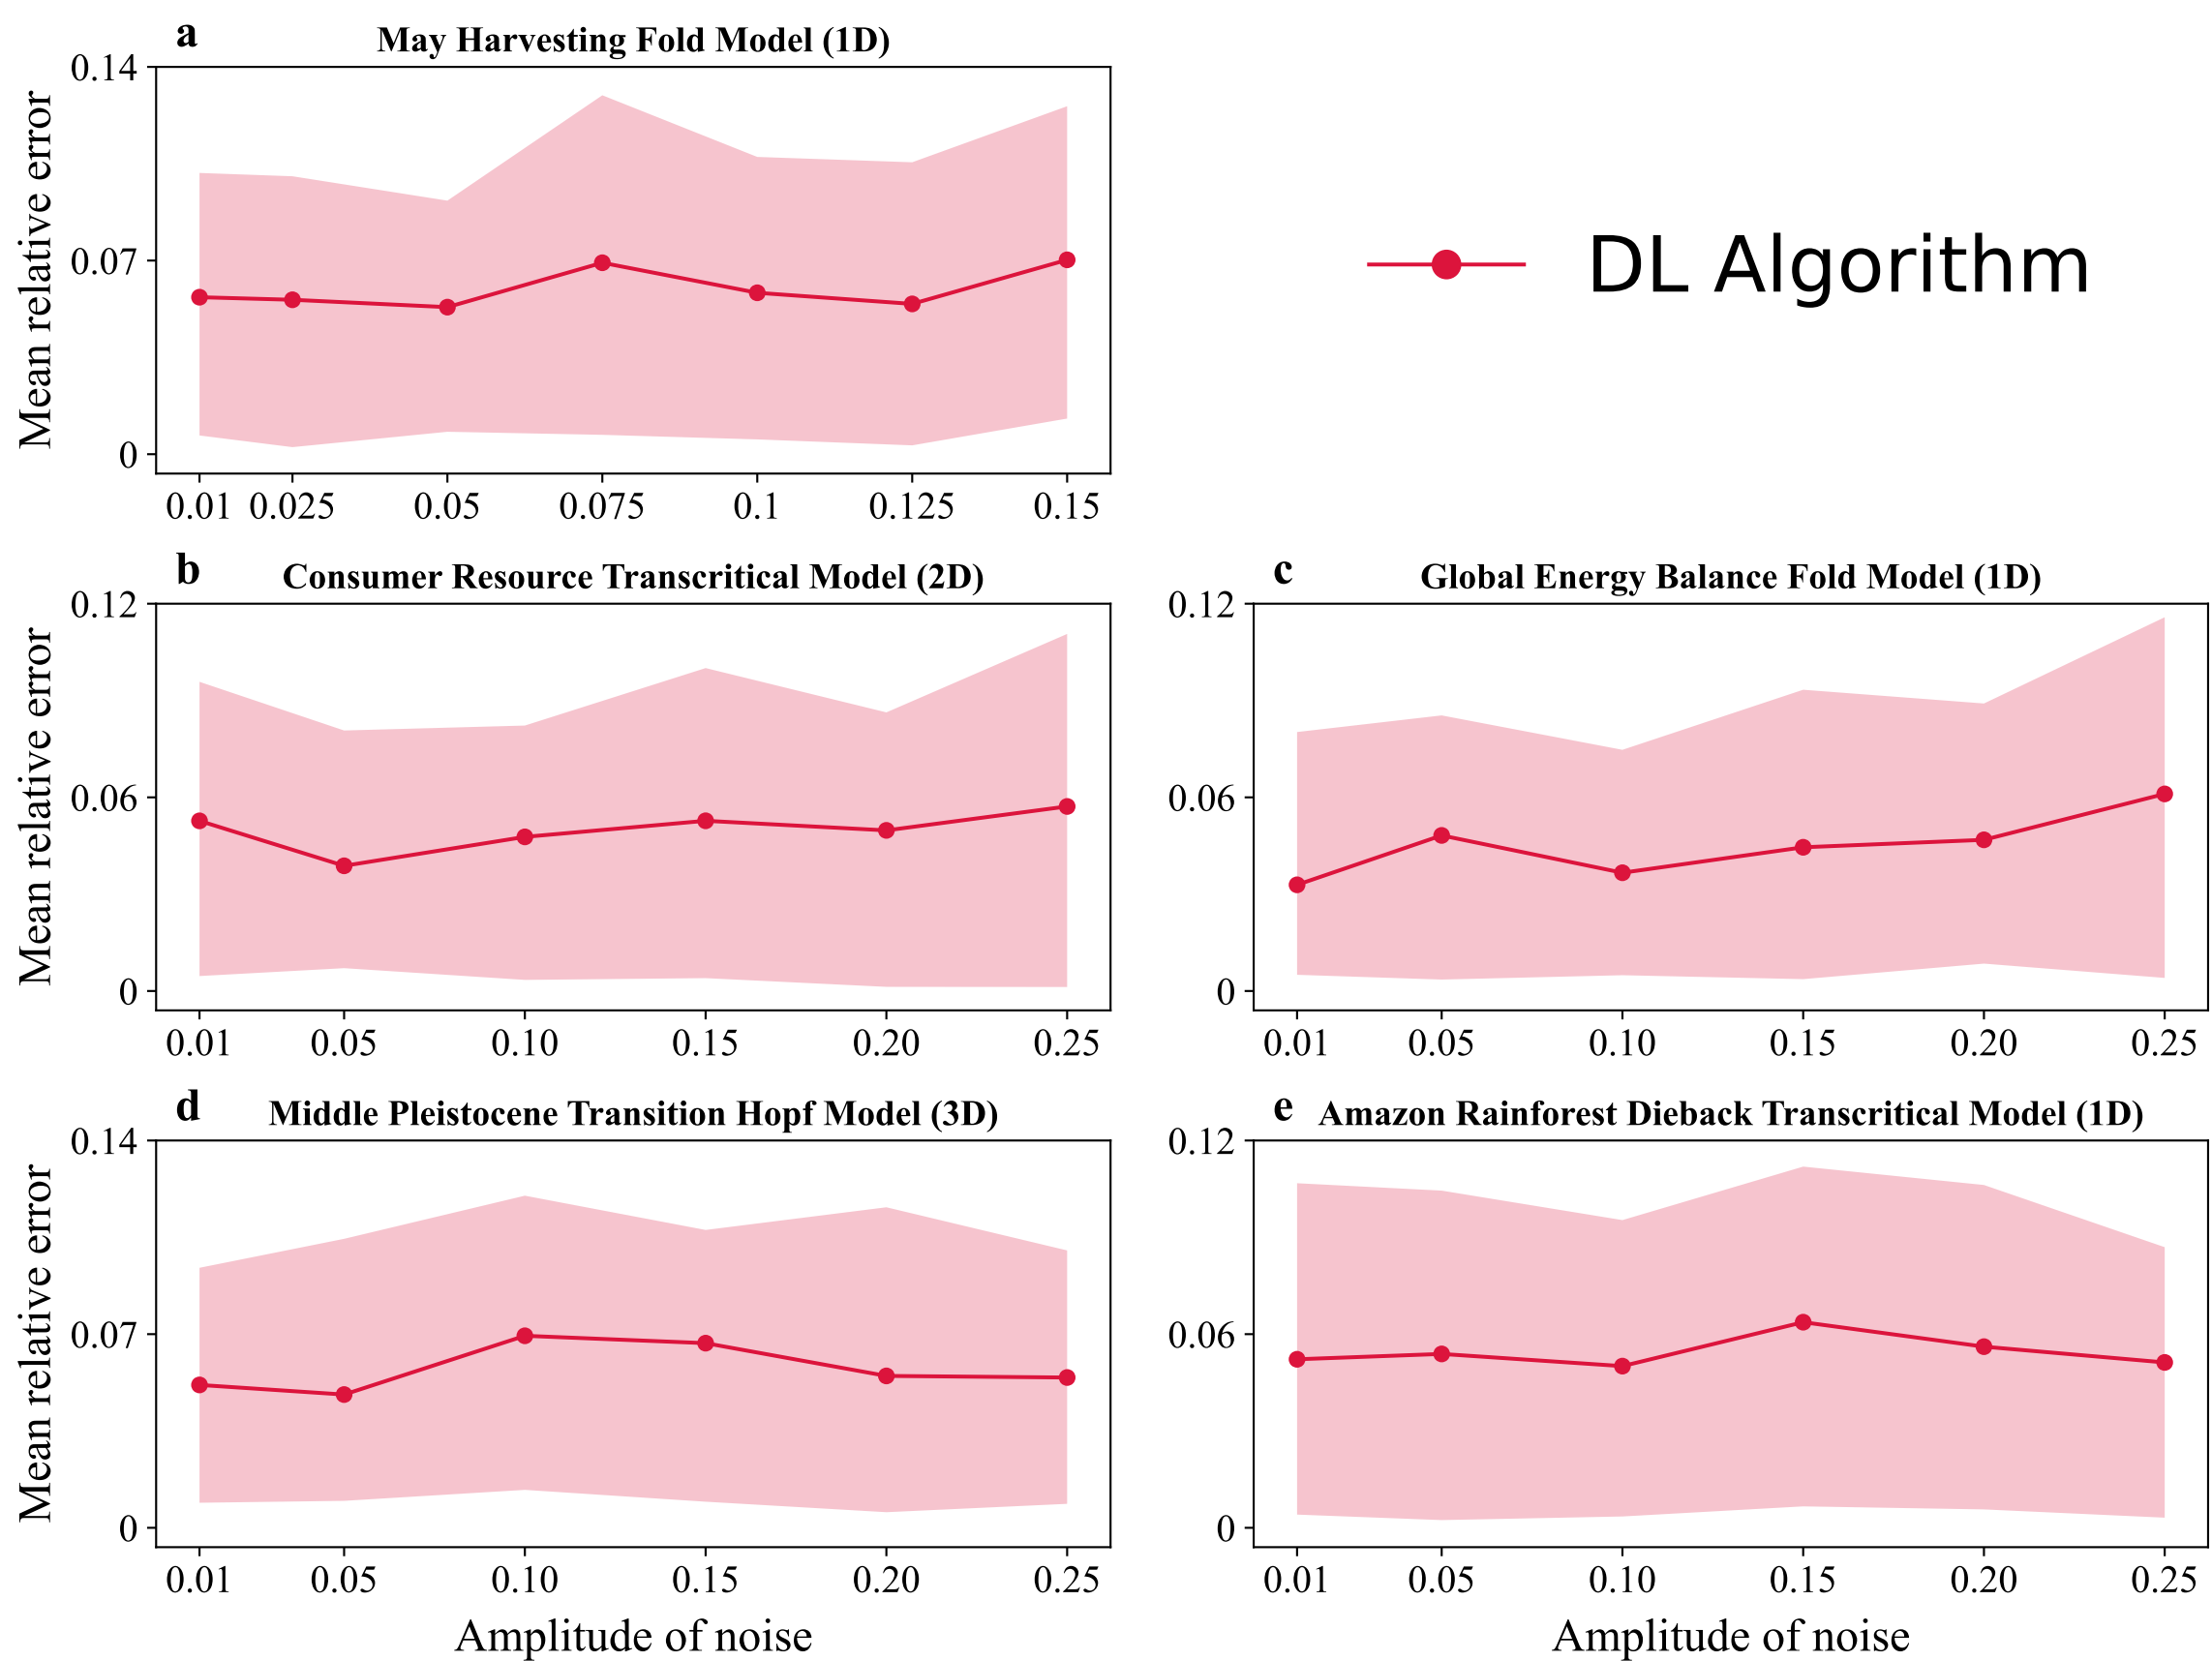 a May Harvesting Fold Model (1D)
Mean relative error
0.14
0.07
0
0.01 0.025 0.05 0.075 0.1 0.125 0.15
DL Algorithm
b Consumer Resource Transcritical Model (2D)
Mean relative error
0.12
0.06
0
0.01 0.05 0.10 0.15 0.20 0.25
c Global Energy Balance Fold Model (1D)
0.12
0.06
0
0.01 0.05 0.10 0.15 0.20 0.25
d Middle Pleistocene Transition Hopf Model (3D)
Mean relative error
0.14
0.07
0
0.01 0.05 0.10 0.15 0.20 0.25
Amplitude of noise
e Amazon Rainforest Dieback Transcritical Model (1D)
0.12
0.06
0
0.01 0.05 0.10 0.15 0.20 0.25
Amplitude of noise